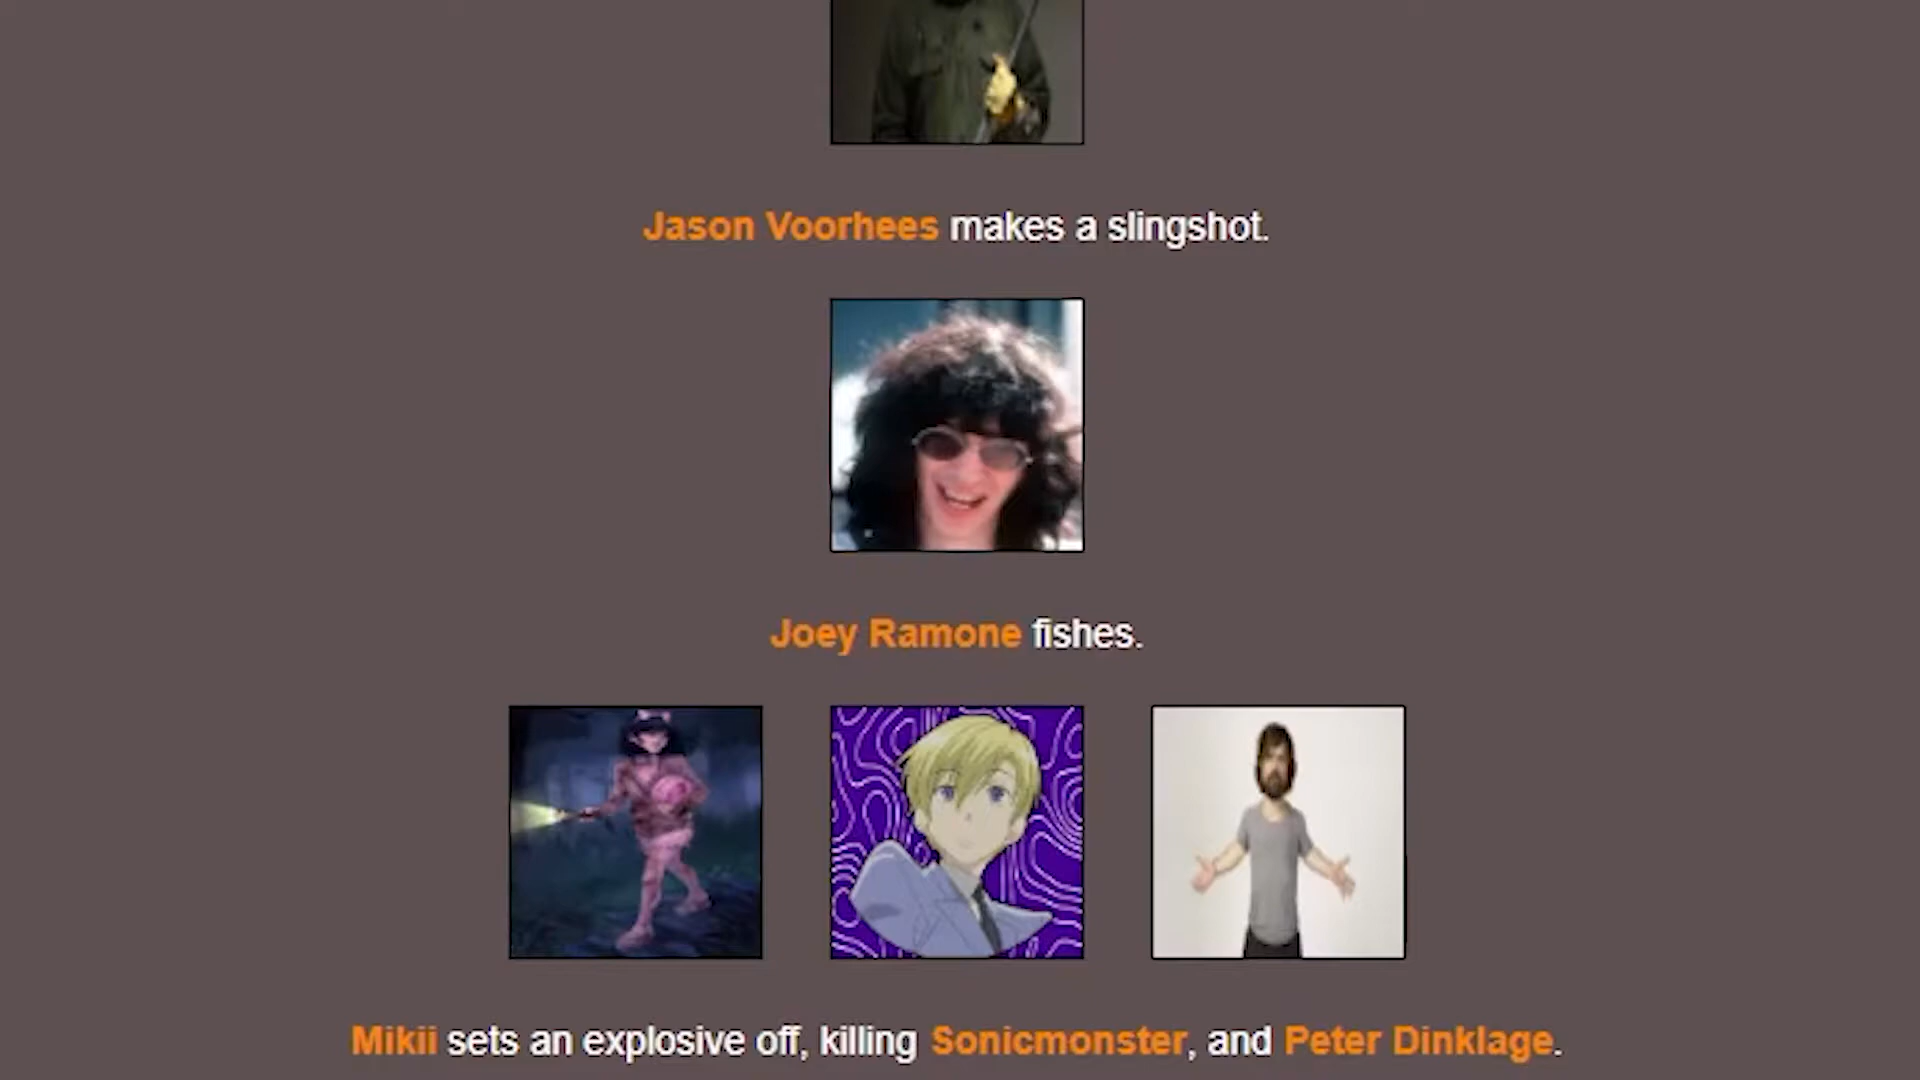 Jason Voorhees makes a slingshot.
Joey Ramone fishes.
Mikii sets an explosive off, killing Sonicmonster, and Peter Dinklage.